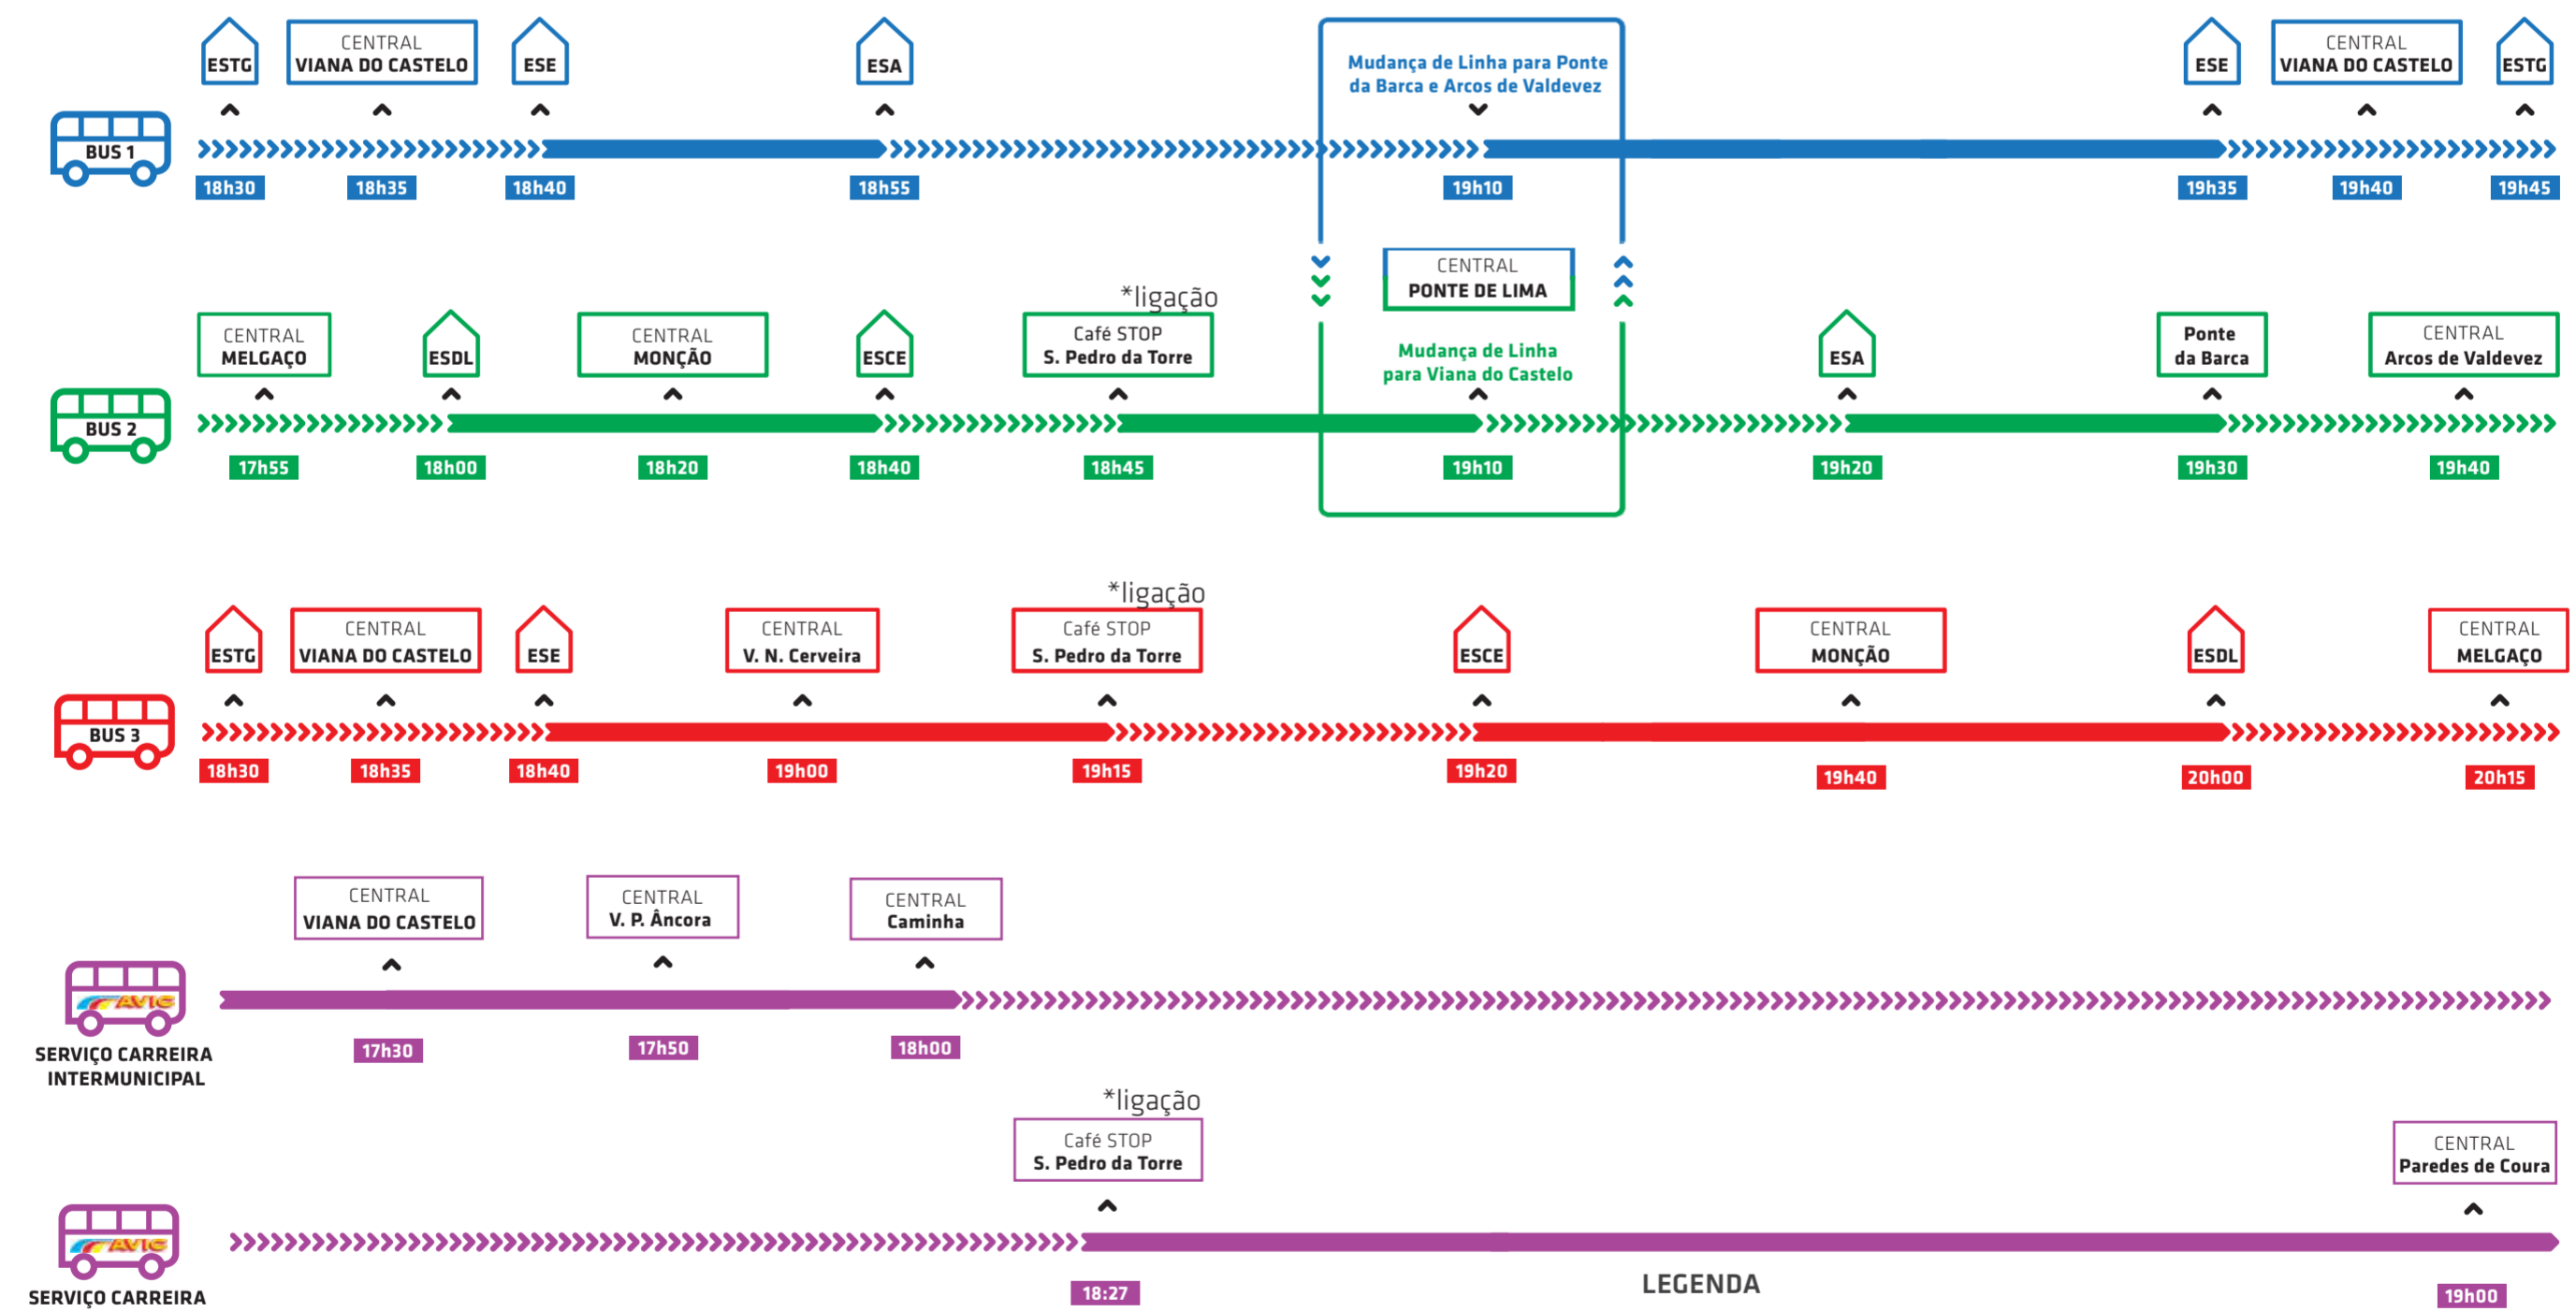 ESTG
CENTRAL
VIANA DO CASTELO
ESE
ESA
Mudança de Linha para Ponte
da Barca e Arcos de Valdevez
ESE
CENTRAL
VIANA DO CASTELO
ESTG
BUS 1
18h30
18h35
18h40
18h55
19h10
19h35
19h40
19h45
CENTRAL
MELGAÇO
ESDL
CENTRAL
MONÇÃO
ESCE
*ligação
Café STOP
S. Pedro da Torre
CENTRAL
PONTE DE LIMA
Mudança de Linha
para Viana do Castelo
ESA
Ponte
da Barca
CENTRAL
Arcos de Valdevez
BUS 2
17h55
18h00
18h20
18h40
18h45
19h10
19h20
19h30
19h40
ESTG
CENTRAL
VIANA DO CASTELO
ESE
CENTRAL
V. N. Cerveira
*ligação
Café STOP
S. Pedro da Torre
ESCE
CENTRAL
MONÇÃO
ESDL
CENTRAL
MELGAÇO
BUS 3
18h30
18h35
18h40
19h00
19h15
19h20
19h40
20h00
20h15
CENTRAL
VIANA DO CASTELO
CENTRAL
V. P. Âncora
CENTRAL
Caminha
AVIC
SERVIÇO CARREIRA
INTERMUNICIPAL
17h30
17h50
18h00
*ligação
Café STOP
S. Pedro da Torre
CENTRAL
Paredes de Coura
AVIC
SERVIÇO CARREIRA
18:27
LEGENDA
19h00